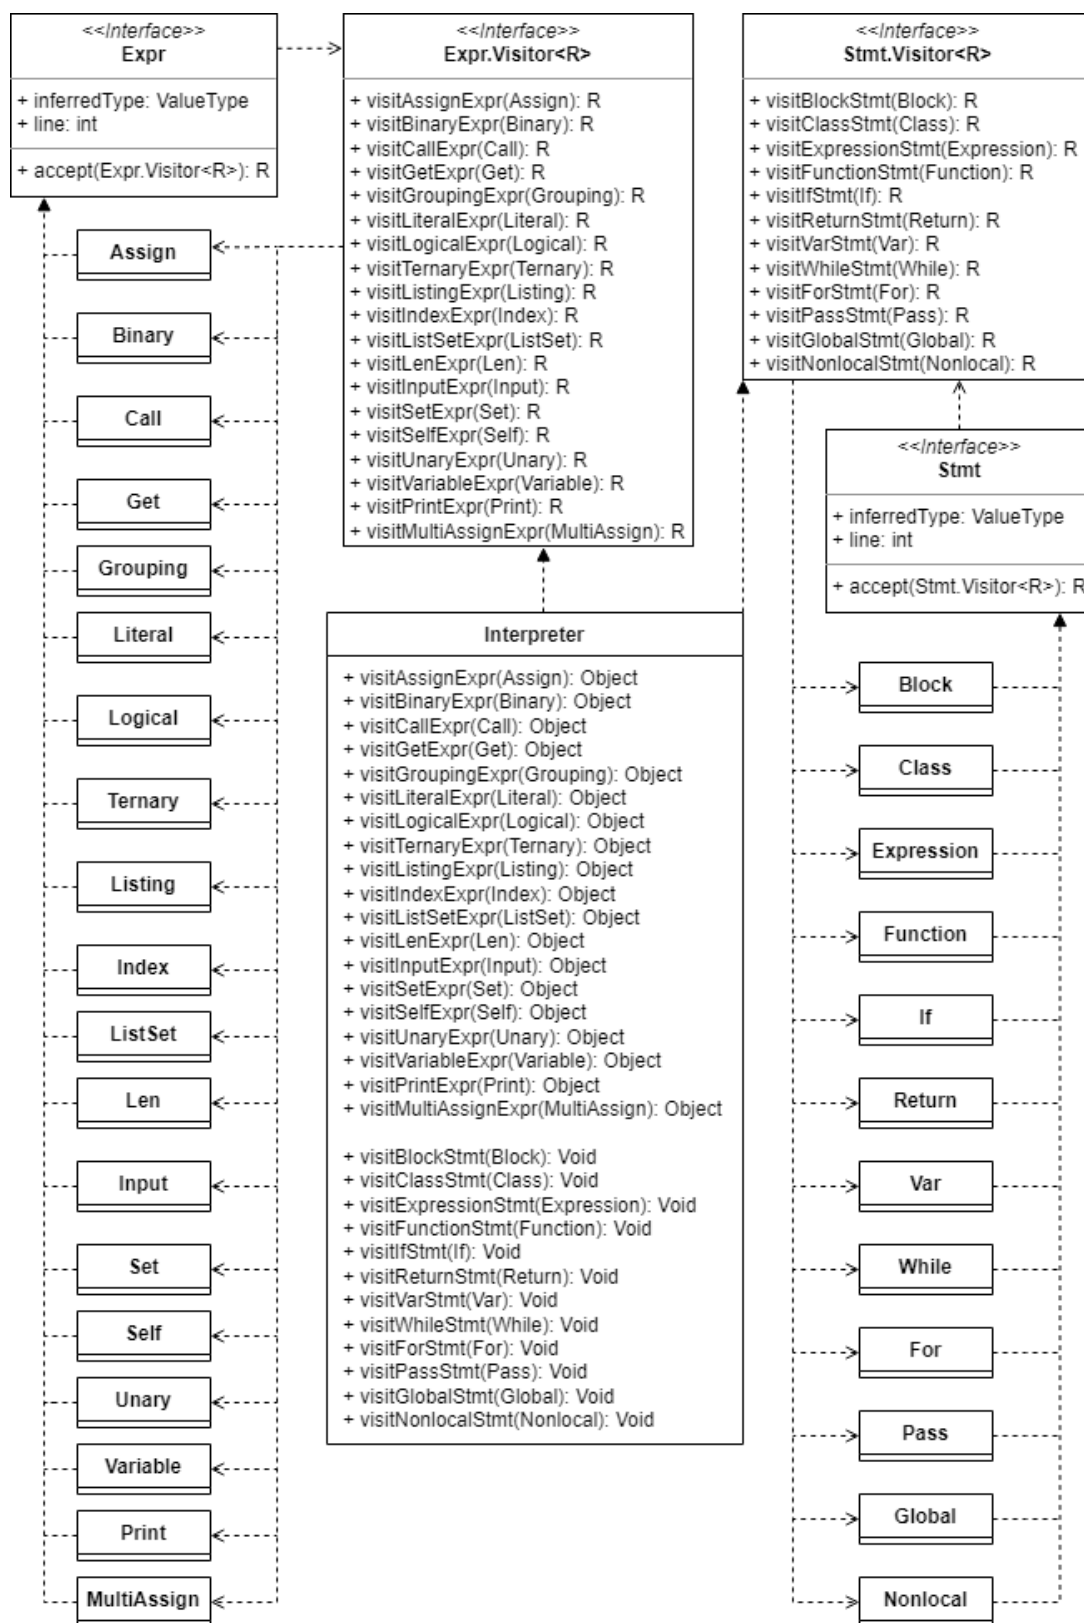 <<Interface>>
Expr
+ inferredType: ValueType
+ line: int
+ accept(Expr.Visitor<R>): R
Assign
Binary
Call
Get
Grouping
Literal
Logical
Ternary
Listing
Index
ListSet
Len
Input
Set
Self
Unary
Variable
Print
MultiAssign
<<Interface>>
Expr.Visitor<R>
+ visitAssignExpr(Assign): R
+ visitBinaryExpr(Binary): R
+ visitCallExpr(Call): R
+ visitGetExpr(Get): R
+ visitGroupingExpr(Grouping): R
+ visitLiteralExpr(Literal): R
+ visitLogicalExpr(Logical): R
+ visitTernaryExpr(Ternary): R
+ visitListingExpr(Listing): R
+ visitIndexExpr(Index): R
+ visitListSetExpr(ListSet): R
+ visitLenExpr(Len): R
+ visitInputExpr(Input): R
+ visitSetExpr(Set): R
+ visitSelfExpr(Self): R
+ visitUnaryExpr(Unary): R
+ visitVariableExpr(Variable): R
+ visitPrintExpr(Print): R
+ visitMultiAssignExpr(MultiAssign): R
Interpreter
+ visitAssignExpr(Assign): Object
+ visitBinaryExpr(Binary): Object
+ visitCallExpr(Call): Object
+ visitGetExpr(Get): Object
+ visitGroupingExpr(Grouping): Object
+ visitLiteralExpr(Literal): Object
+ visitLogicalExpr(Logical): Object
+ visitTernaryExpr(Ternary): Object
+ visitListingExpr(Listing): Object
+ visitIndexExpr(Index): Object
+ visitListSetExpr(ListSet): Object
+ visitLenExpr(Len): Object
+ visitInputExpr(Input): Object
+ visitSetExpr(Set): Object
+ visitSelfExpr(Self): Object
+ visitUnaryExpr(Unary): Object
+ visitVariableExpr(Variable): Object
+ visitPrintExpr(Print): Object
+ visitMultiAssignExpr(MultiAssign): Object
+ visitBlockStmt(Block): Void
+ visitClassStmt(Class): Void
+ visitExpressionStmt(Expression): Void
+ visitFunctionStmt(Function): Void
+ visitIfStmt(If): Void
+ visitReturnStmt(Return): Void
+ visitVarStmt(Var): Void
+ visitWhileStmt(While): Void
+ visitForStmt(For): Void
+ visitPassStmt(Pass): Void
+ visitGlobalStmt(Global): Void
+ visitNonlocalStmt(Nonlocal): Void
<<Interface>>
Stmt.Visitor<R>
+ visitBlockStmt(Block): R
+ visitClassStmt(Class): R
+ visitExpressionStmt(Expression): R
+ visitFunctionStmt(Function): R
+ visitIfStmt(If): R
+ visitReturnStmt(Return): R
+ visitVarStmt(Var): R
+ visitWhileStmt(While): R
+ visitForStmt(For): R
+ visitPassStmt(Pass): R
+ visitGlobalStmt(Global): R
+ visitNonlocalStmt(Nonlocal): R
<<Interface>>
Stmt
+ inferredType: ValueType
+ line: int
+ accept(Stmt.Visitor<R>): R
Block
Class
Expression
Function
If
Return
Var
While
For
Pass
Global
Nonlocal